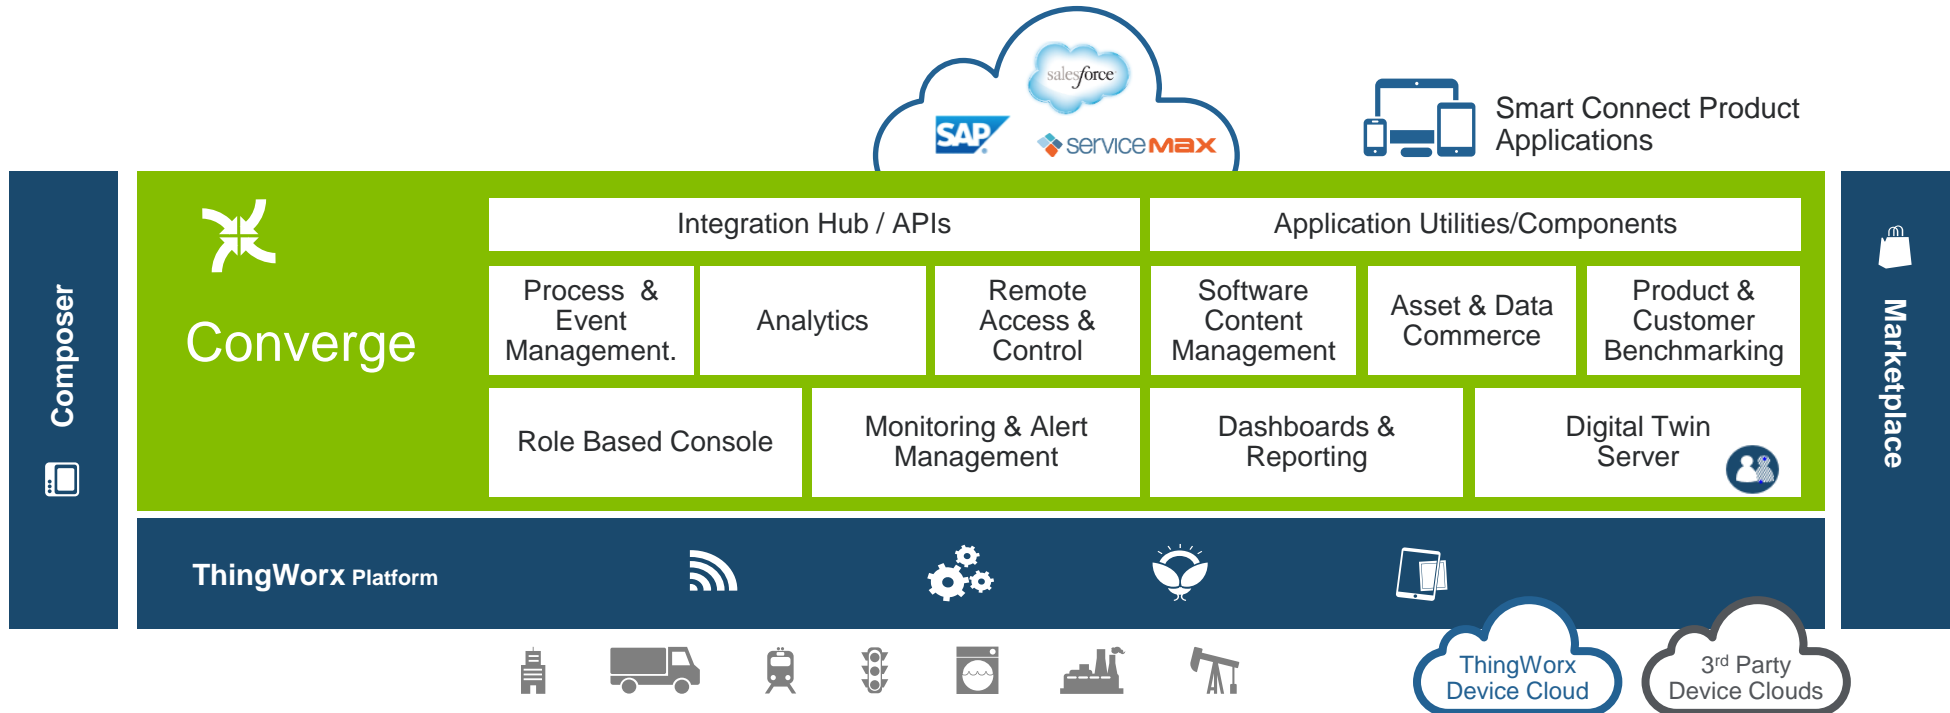 salesforce
SAP
serviceMAX
Smart Connect Product
Applications
Composer
Converge
Integration Hub / APIs
Application Utilities/Components
Process & Event Management.
Analytics
Remote Access & Control
Software Content Management
Asset & Data Commerce
Product & Customer Benchmarking
Role Based Console
Monitoring & Alert Management
Dashboards & Reporting
Digital Twin Server
Marketplace
ThingWorx Platform
ThingWorx
Device Cloud
3rd Party
Device Clouds